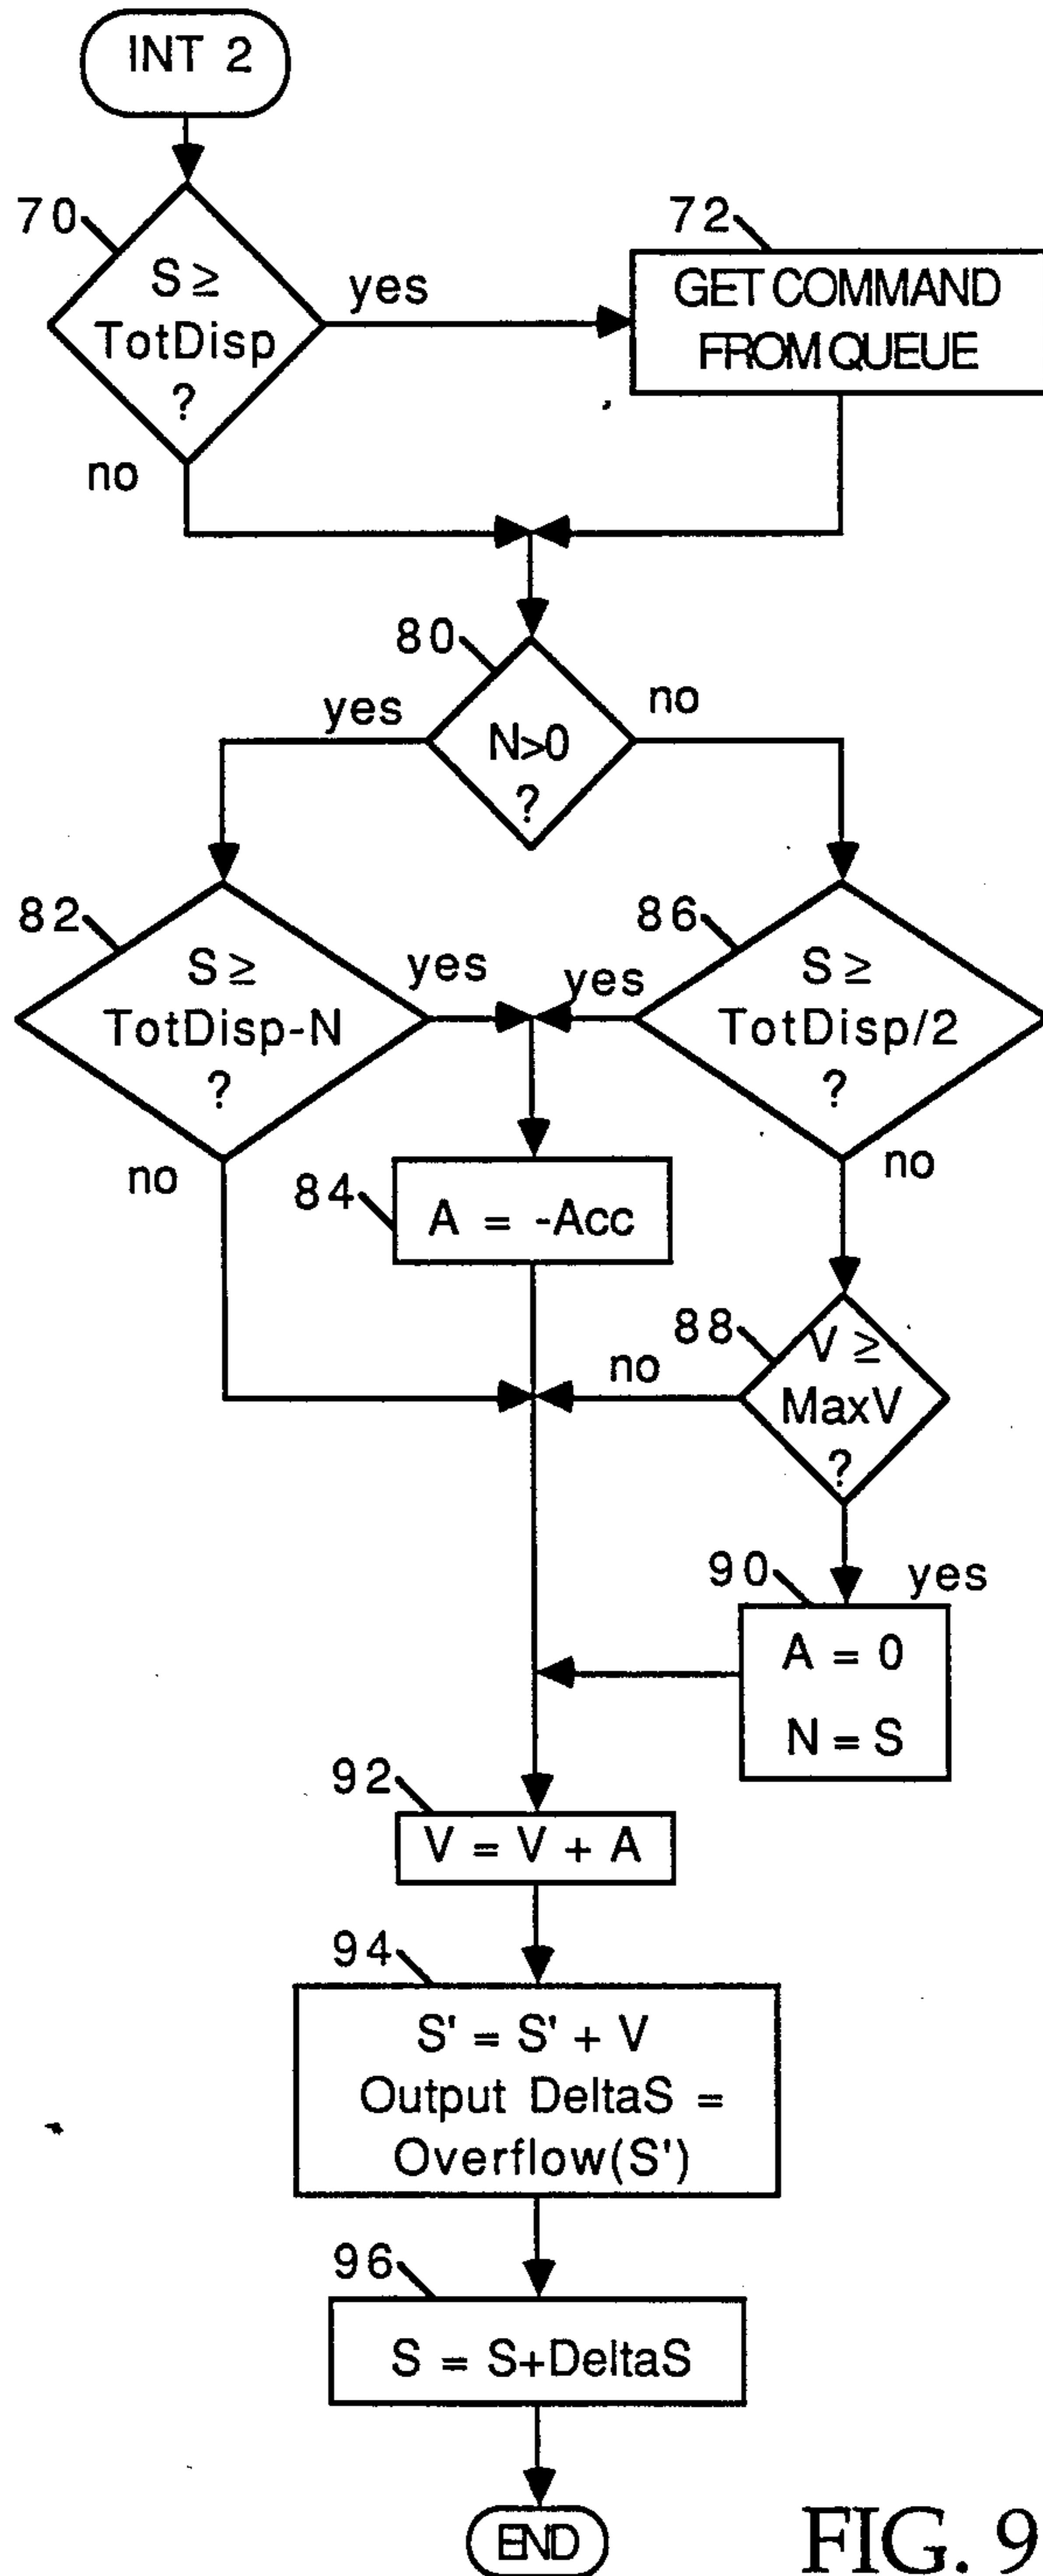 INT 2
70
S ≥
TotDisp
?
yes
no
72
GET COMMAND
FROM QUEUE
80
N>0
?
yes
no
82
S ≥
TotDisp-N
?
yes
no
86
S ≥
TotDisp/2
?
yes
no
84
A = -Acc
88
V ≥
MaxV
?
no
yes
90
A = 0
N = S
92
V = V + A
94
S' = S' + V
Output DeltaS =
Overflow(S')
96
S = S+DeltaS
END
FIG. 9